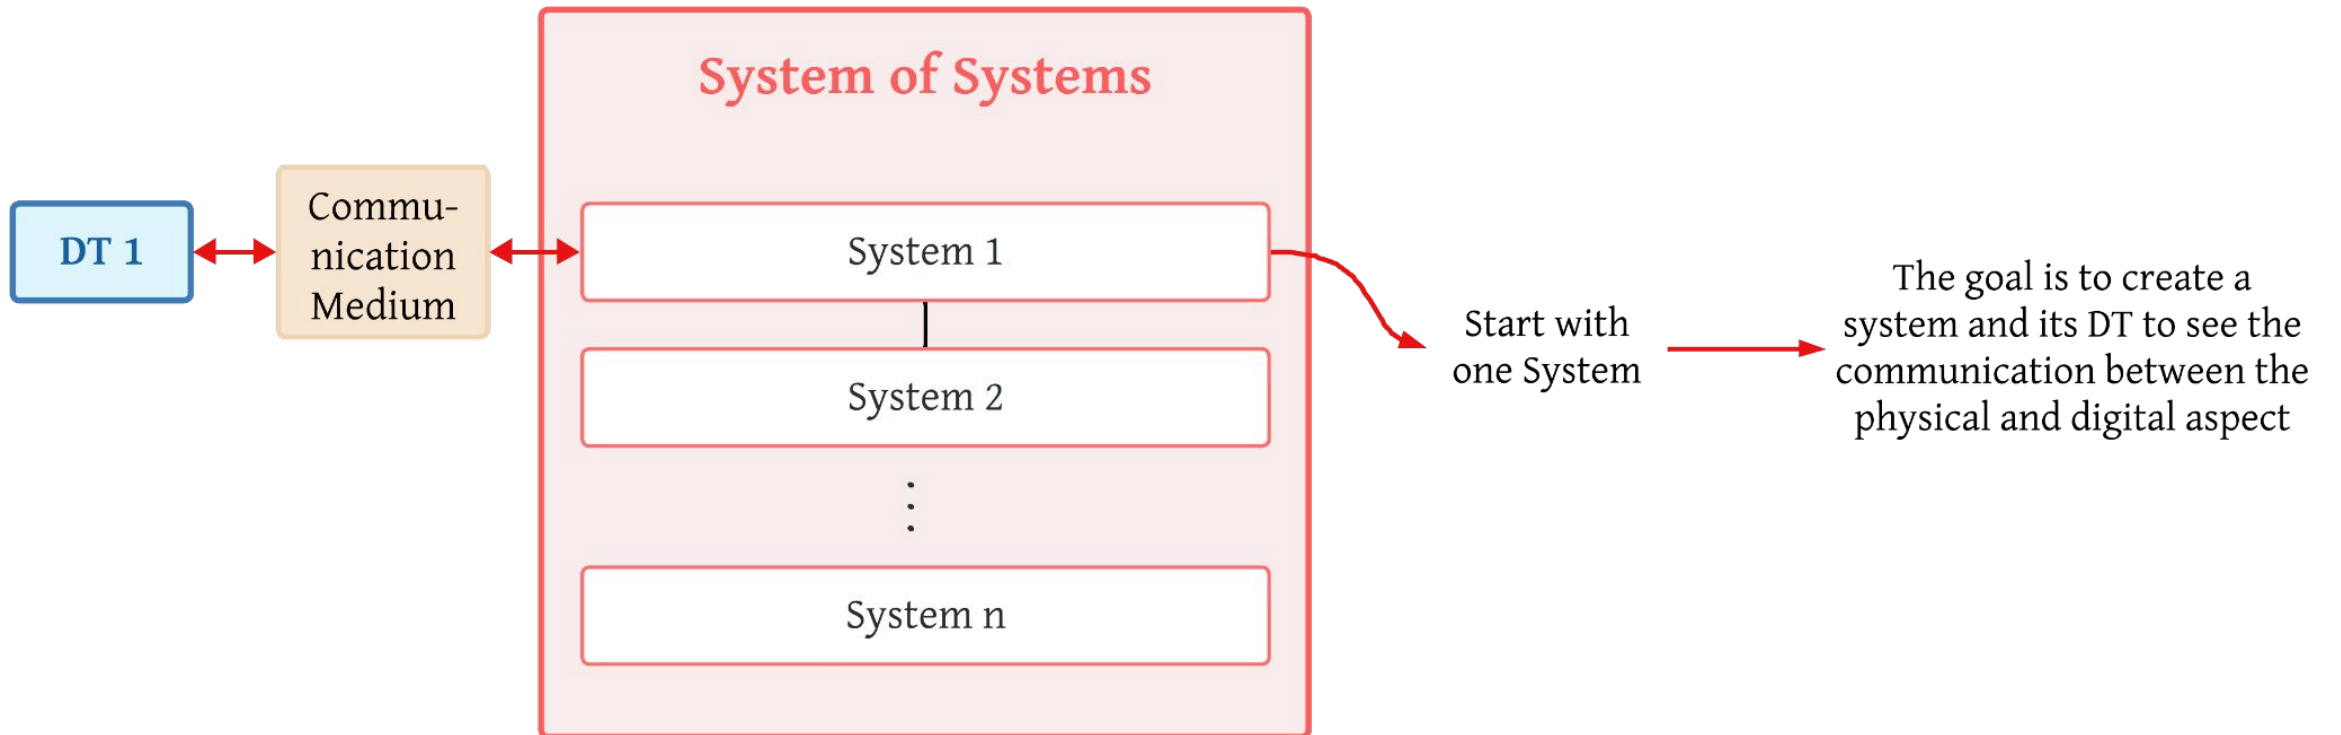 System of Systems
DT 1
Commu-
nication
Medium
System 1
System 2
System n
Start with
one System
The goal is to create a
system and its DT to see the
communication between the
physical and digital aspect